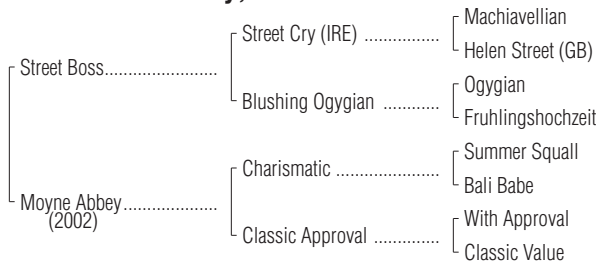 Machiavellian
Street Cry (IRE) ................
Helen Street (GB)
Street Boss........................
Ogygian
Blushing Ogygian ............
Fruhlingshochzeit
Summer Squall
Charismatic ......................
Bali Babe
Moyne Abbey....................
(2002)
With Approval
Classic Approval ..............
Classic Value